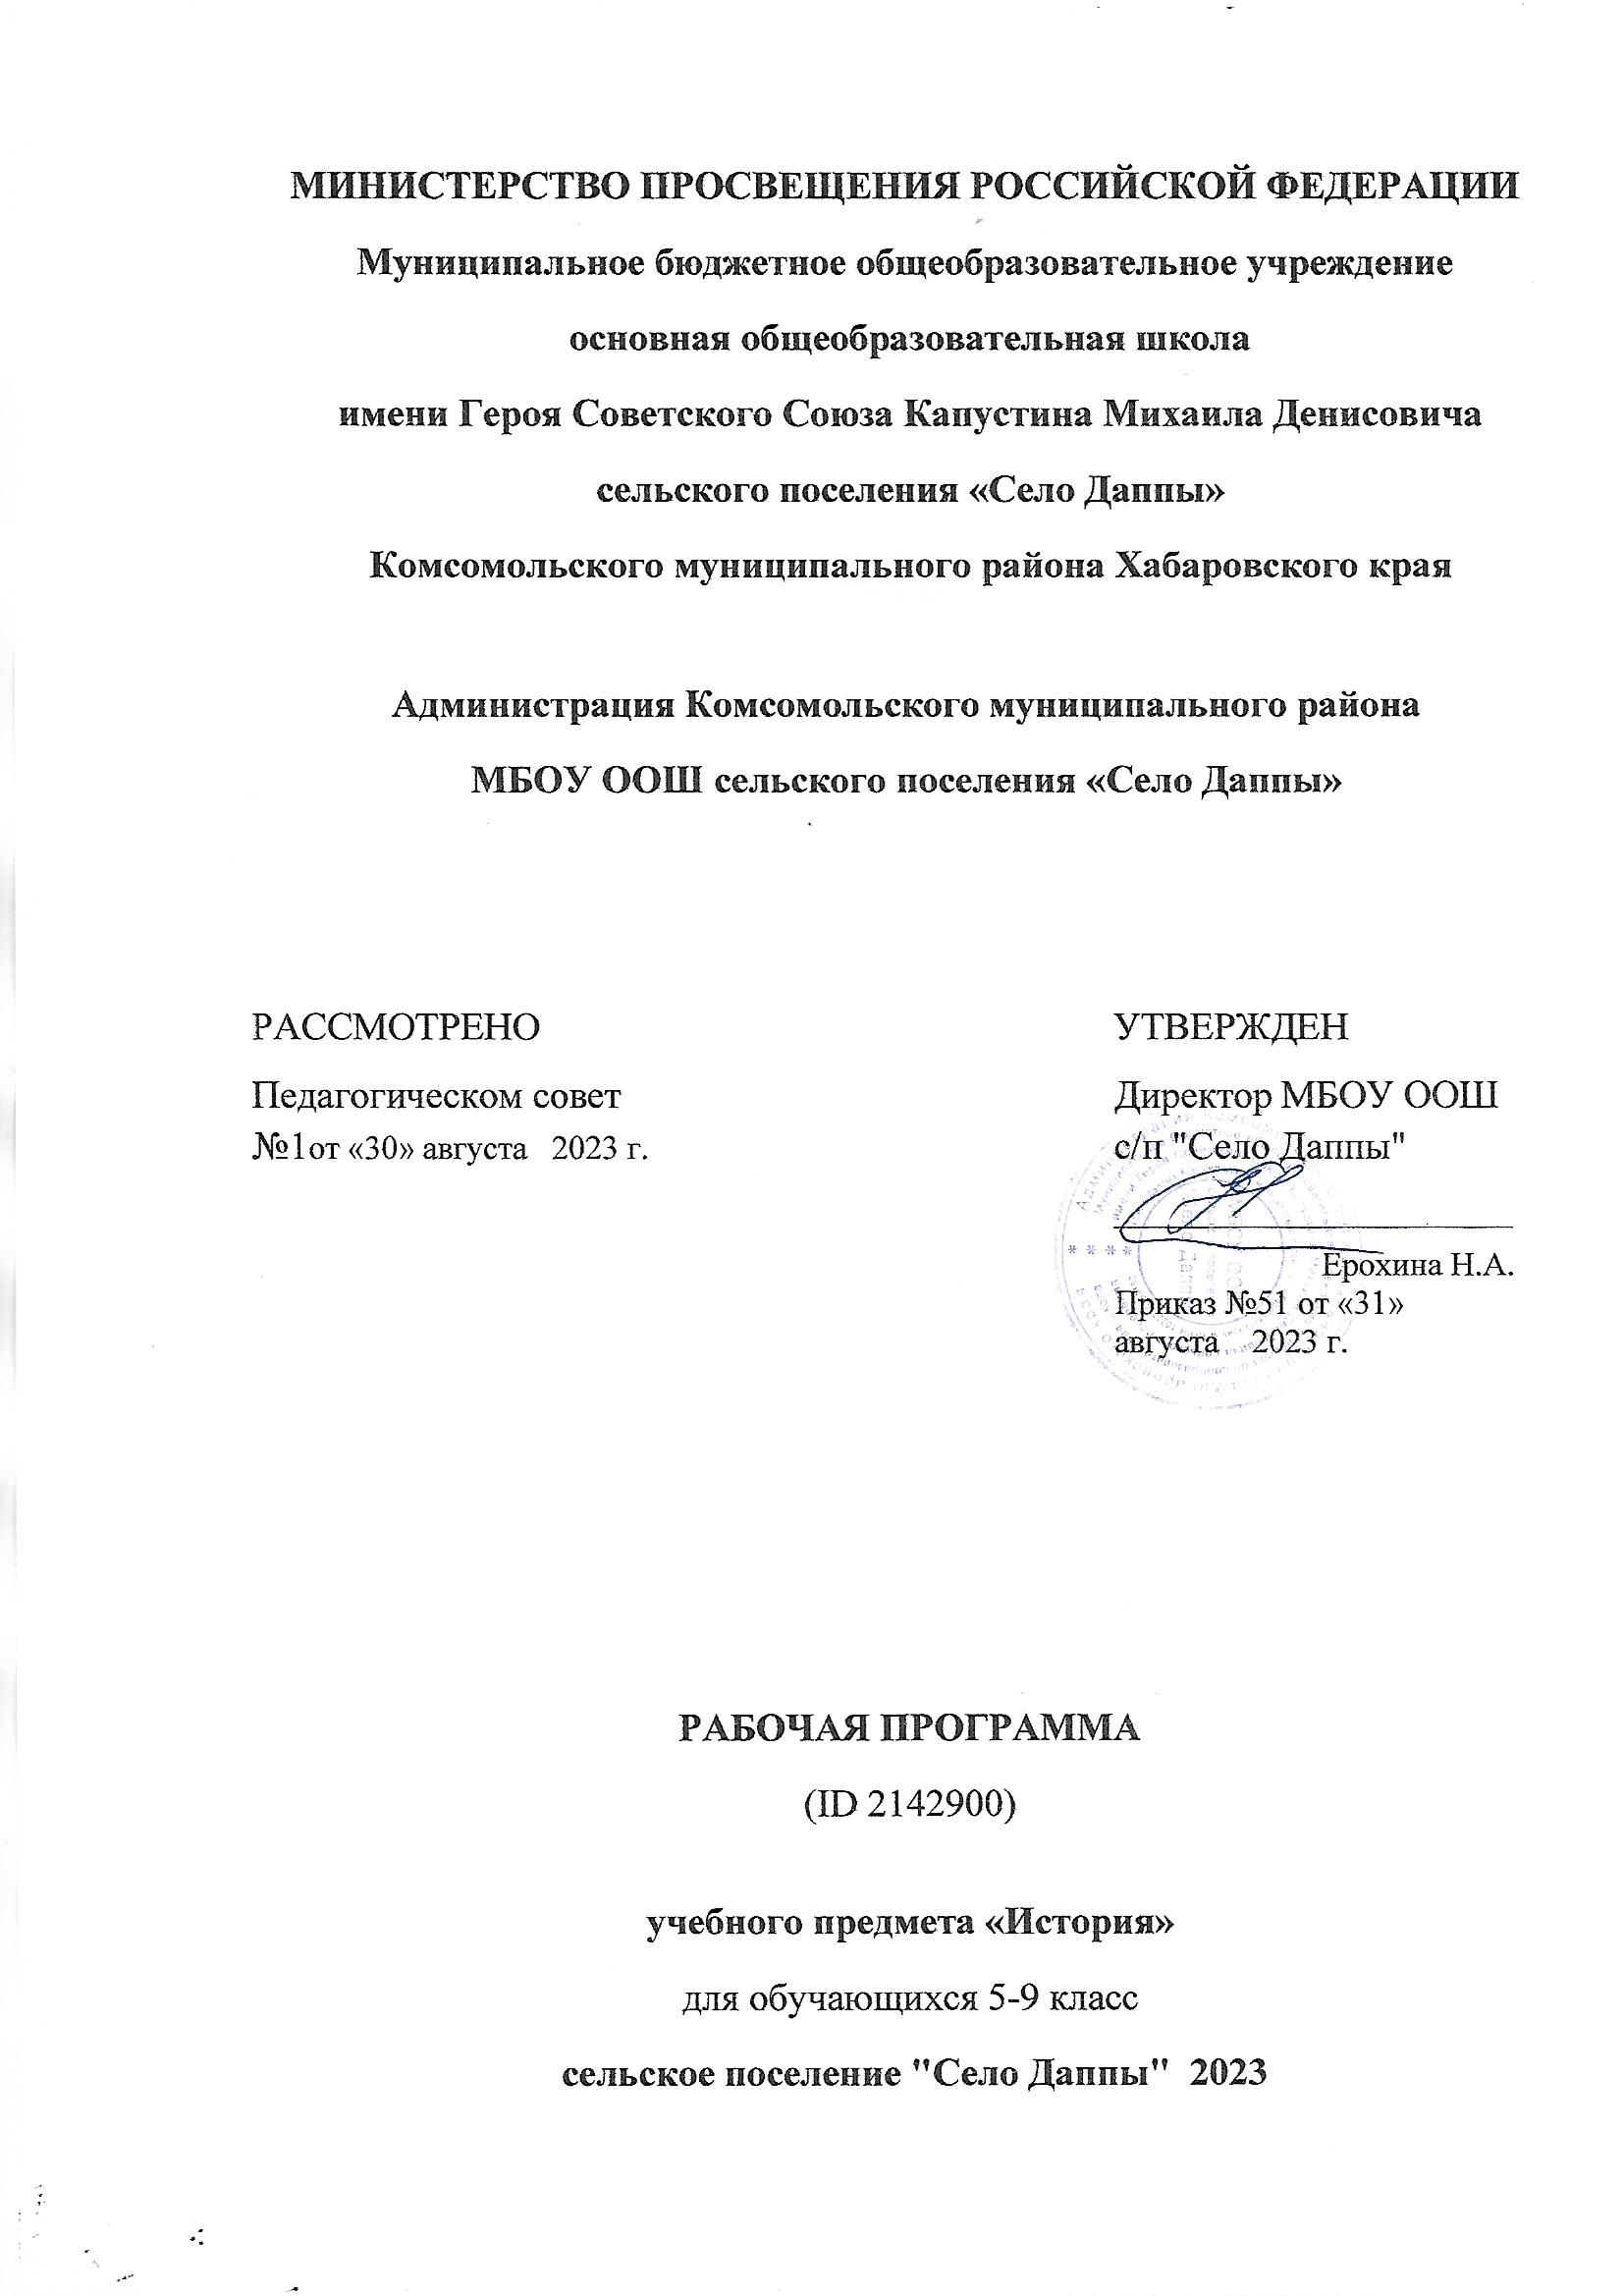 МИНИСТЕРСТВО ПРОСВЕЩЕНИЯ РОССИЙСКОЙ ФЕДЕРАЦИИ
Муниципальное бюджетное общеобразовательное учреждение
основная общеобразовательная школа
имени Героя Советского Союза Капустина Михаила Денисовича
сельского поселения «Село Даппы»
Комсомольского муниципального района Хабаровского края
Администрация Комсомольского муниципального района
МБОУ ООШ сельского поселения «Село Даппы»
РАССМОТРЕНО
Педагогическом совет
№1от «30» августа 2023 г.
УТВЕРЖДЕН
Директор МБОУ ООШ
с/п "Село Даппы"
Ерохина Н.А.
Приказ №51 от «31»
августа 2023 г.
РАБОЧАЯ ПРОГРАММА
(ID 2142900)
учебного предмета «История»
для обучающихся 5-9 класс
сельское поселение "Село Даппы" 2023